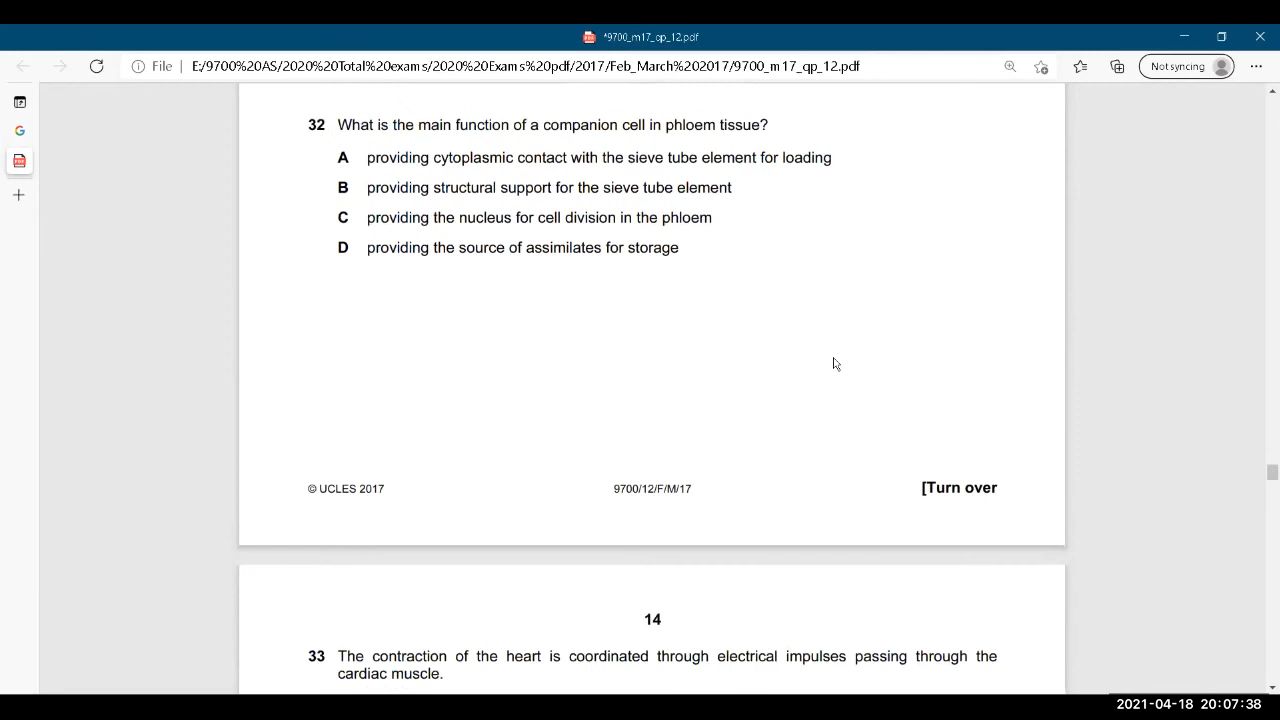 *9700_m17_qp_12.pdf
File | E:/9700%20AS/2020%20Total%20exams/2020%20Exams%20pdf/2017/Feb_March%202017/9700_m17_qp_12.pdf
Not syncing
32 What is the main function of a companion cell in phloem tissue?
A providing cytoplasmic contact with the sieve tube element for loading
B providing structural support for the sieve tube element
C providing the nucleus for cell division in the phloem
D providing the source of assimilates for storage
© UCLES 2017 9700/12/F/M/17 [Turn over
14
33 The contraction of the heart is coordinated through electrical impulses passing through the
cardiac muscle.
2021-04-18 20:07:38